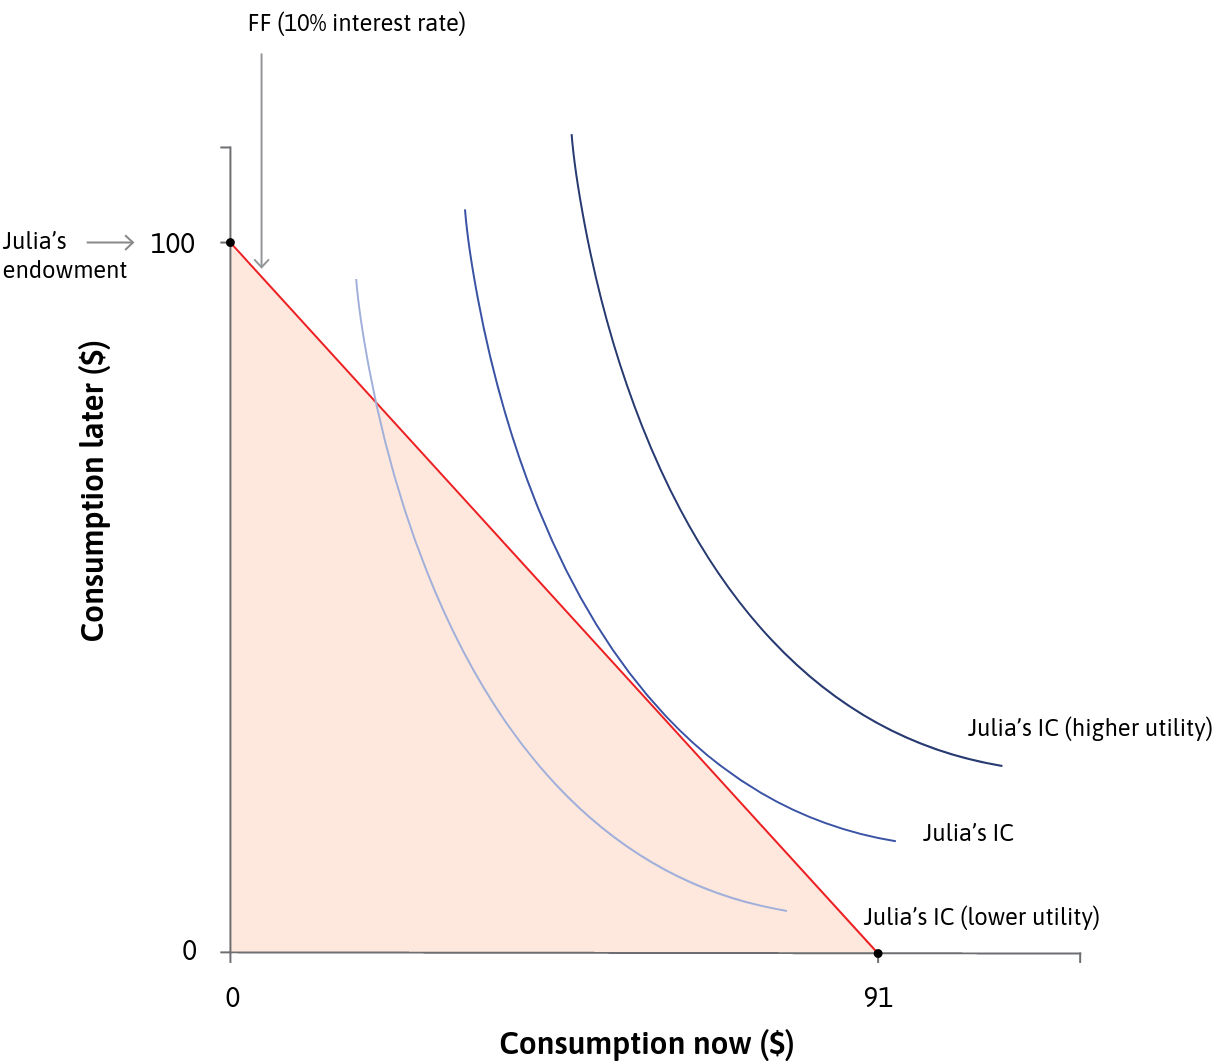 FF (10% interest rate)
Julia’s
endowment
100
Consumption later ($)
Julia’s IC (higher utility)
Julia’s IC
Julia’s IC (lower utility)
0
0
91
Consumption now ($)